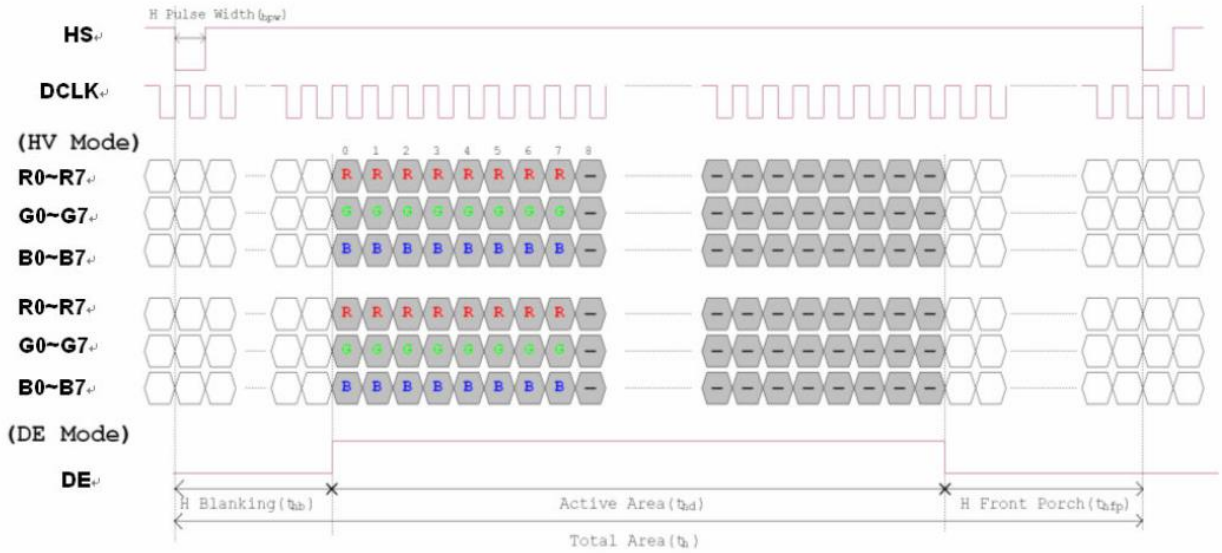 H Pulse Width(thpw)
HS
DCLK
(HV Mode)
0 1 2 3 4 5 6 7 8
R0~R7 R R R R R R R R - - - - - - - - -
G0~G7 G G G G G G G G - - - - - - - - -
B0~B7 B B B B B B B B - - - - - - - - -
R0~R7 R R R R R R R R - - - - - - - - -
G0~G7 G G G G G G G G - - - - - - - - -
B0~B7 B B B B B B B B - - - - - - - - -
(DE Mode)
DE
H Blanking(thb) Active Area(thd) H Front Porch(thfp)
Total Area(th)